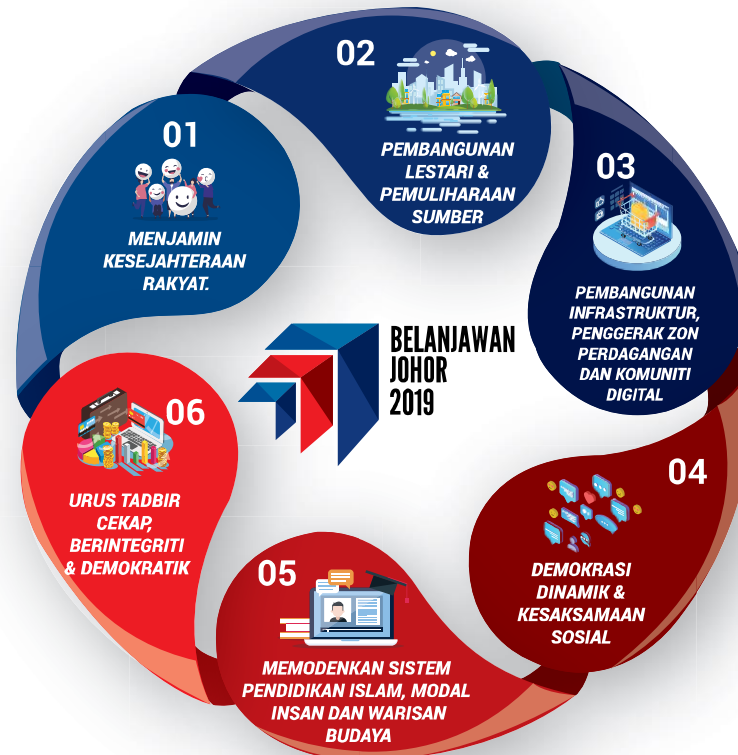 01
MENJAMIN
KESEJAHTERAAN
RAKYAT.
02
PEMBANGUNAN
LESTARI &
PEMULIHARAAN
SUMBER
03
PEMBANGUNAN
INFRASTRUKTUR,
PENGGERAK ZON
PERDAGANGAN
DAN KOMUNITI
DIGITAL
BELANJAWAN
JOHOR
2019
04
DEMOKRASI
DINAMIK &
KESAKSAMAAN
SOSIAL
05
MEMODENKAN SISTEM
PENDIDIKAN ISLAM, MODAL
INSAN DAN WARISAN
BUDAYA
06
URUS TADBIR
CEKAP,
BERINTEGRITI
& DEMOKRATIK